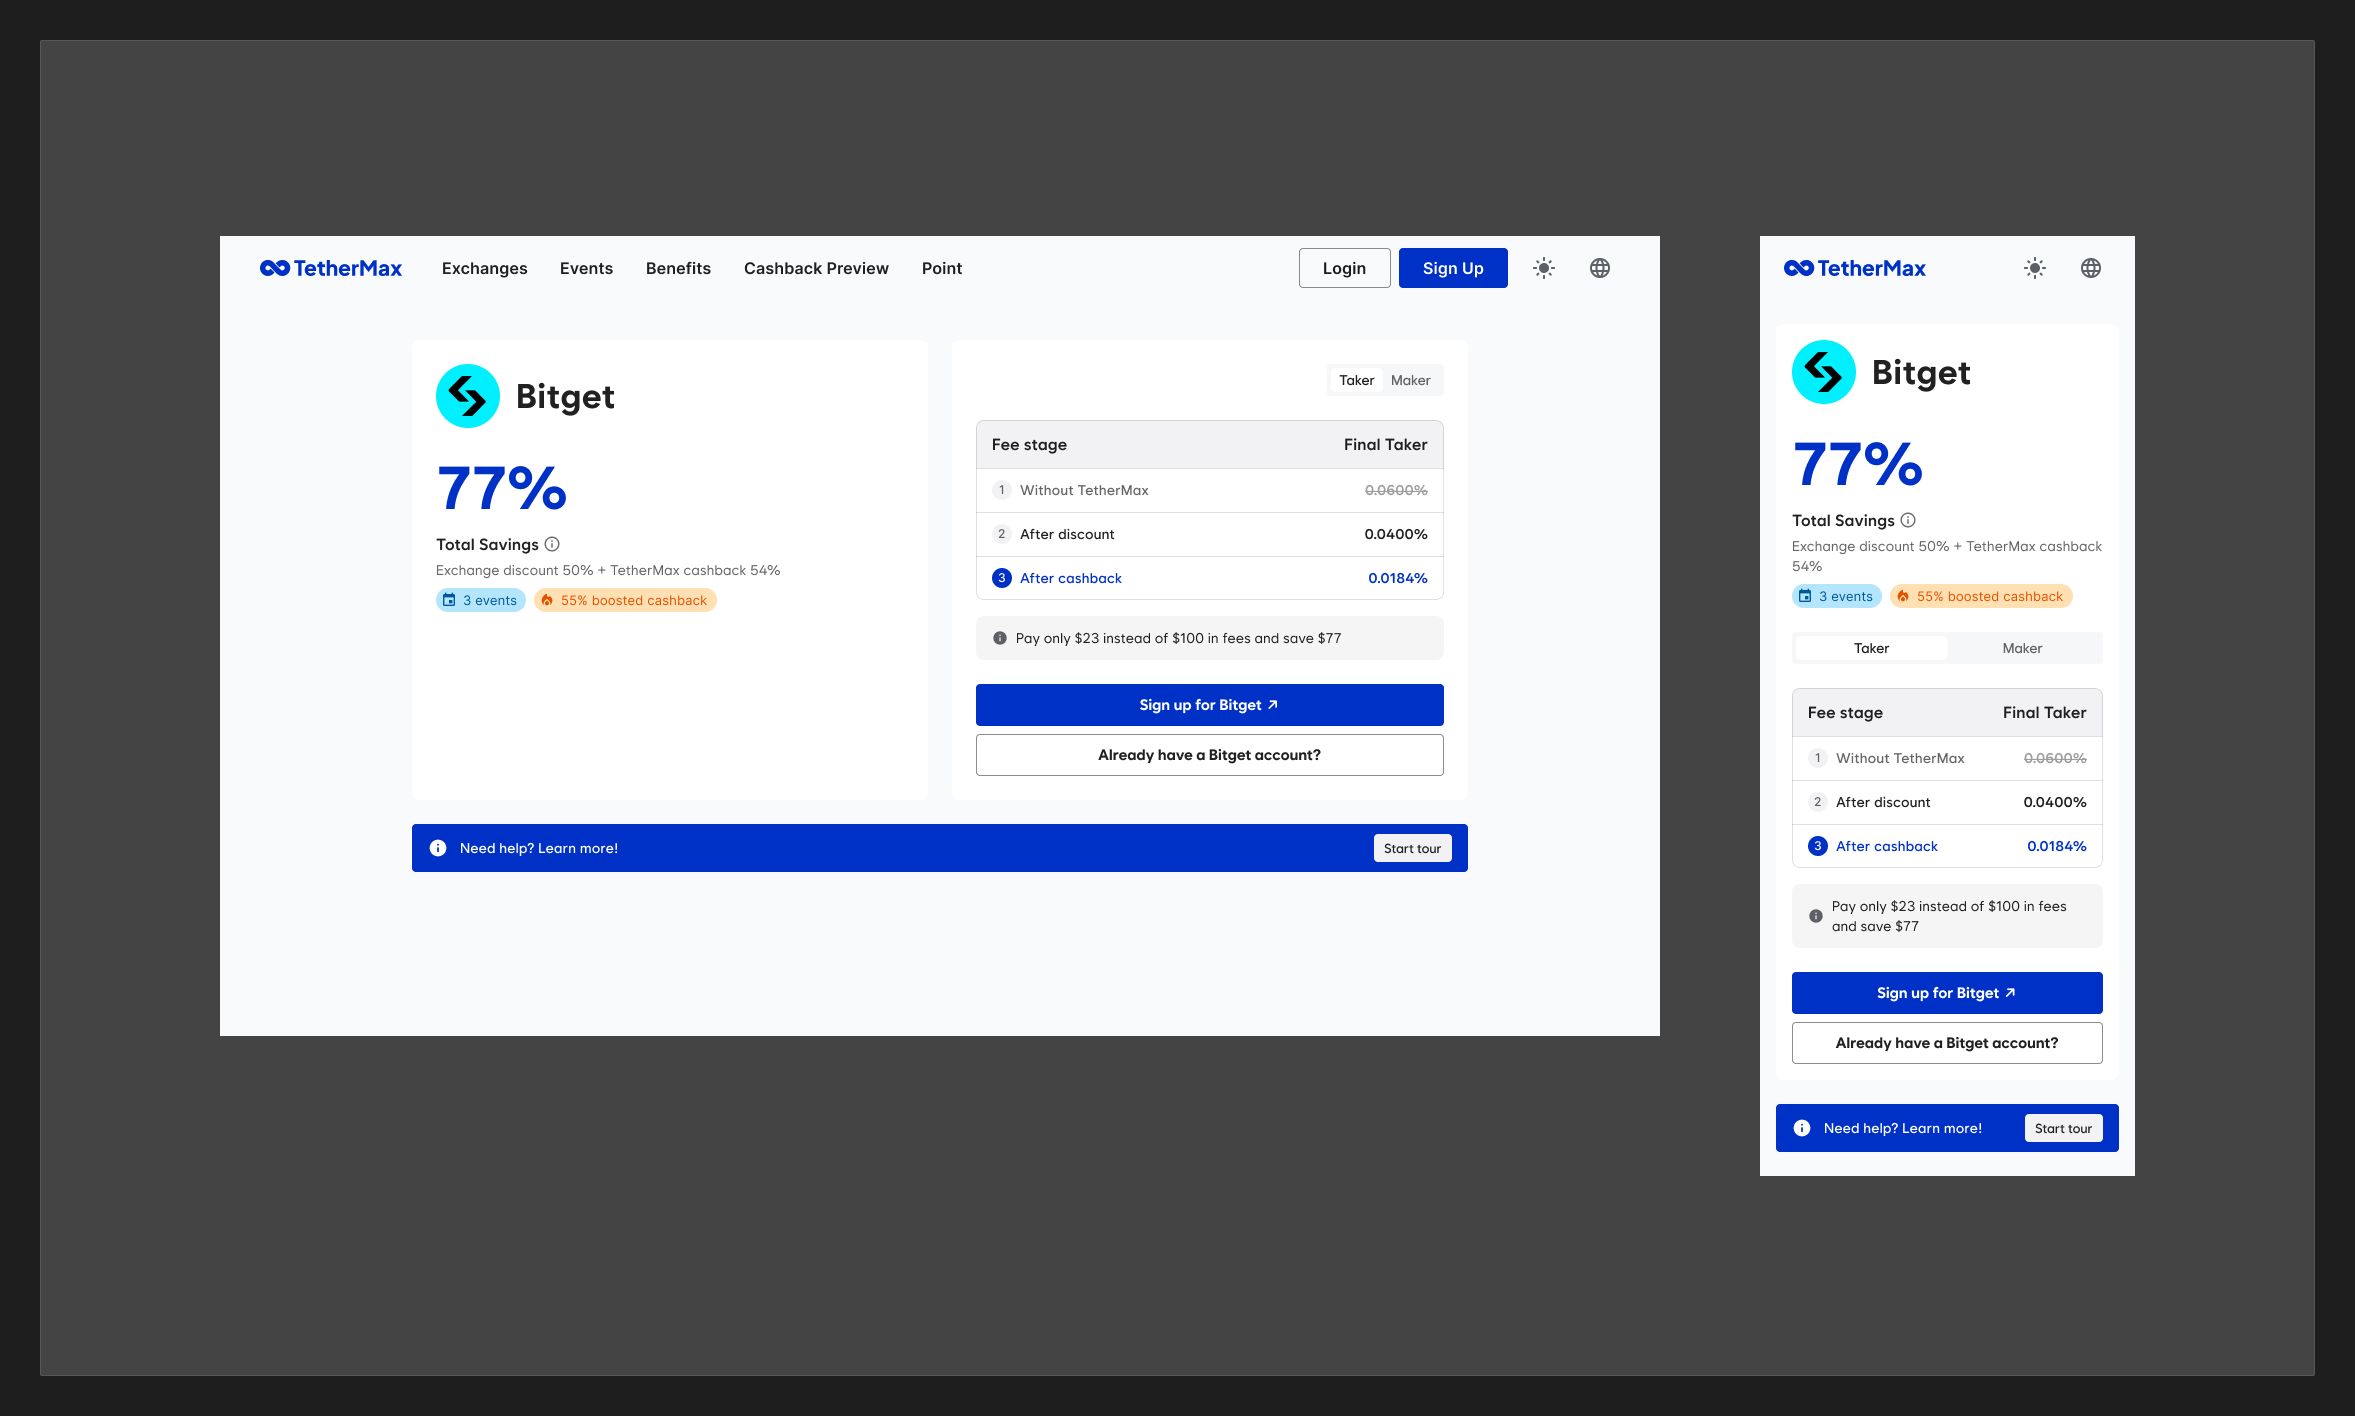 TetherMax Exchanges Events Benefits Cashback Preview Point Login Sign Up
Bitget
77%
Total Savings
Exchange discount 50% + TetherMax cashback 54%
3 events 55% boosted cashback
Taker Maker
Fee stage Final Taker
1 Without TetherMax 0.0600%
2 After discount 0.0400%
3 After cashback 0.0184%
Pay only $23 instead of $100 in fees and save $77
Sign up for Bitget
Already have a Bitget account?
Need help? Learn more! Start tour
TetherMax
Bitget
77%
Total Savings
Exchange discount 50% + TetherMax cashback
54%
3 events 55% boosted cashback
Taker Maker
Fee stage Final Taker
1 Without TetherMax 0.0600%
2 After discount 0.0400%
3 After cashback 0.0184%
Pay only $23 instead of $100 in fees
and save $77
Sign up for Bitget
Already have a Bitget account?
Need help? Learn more! Start tour